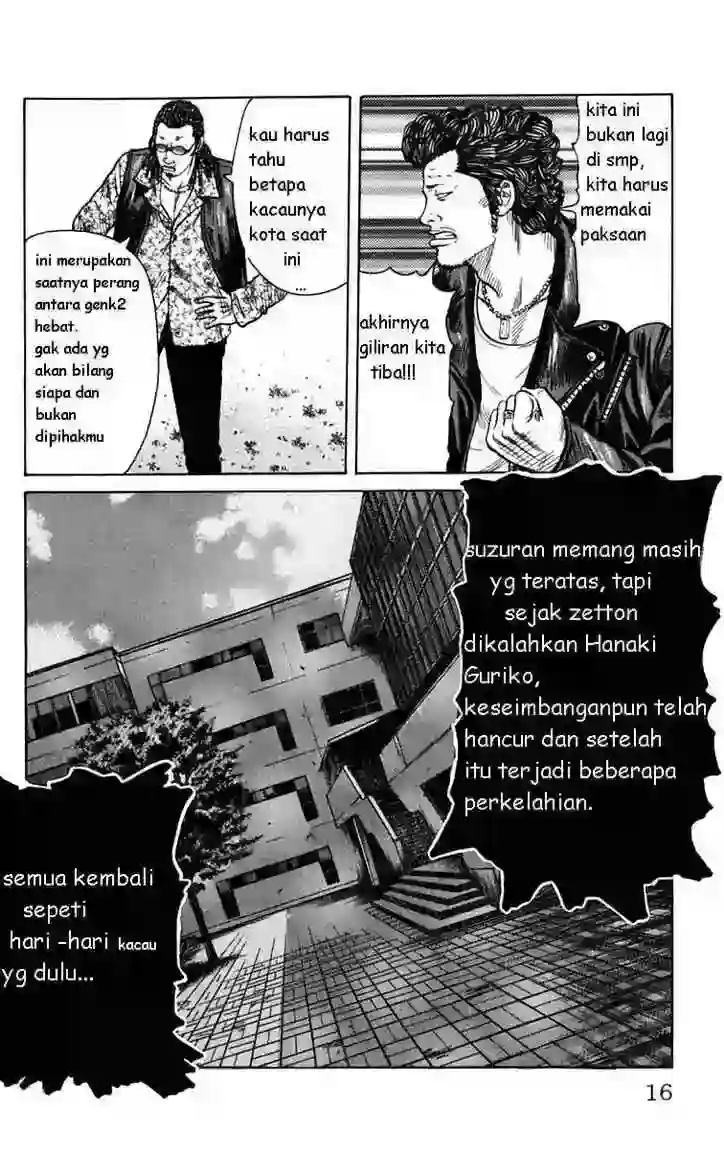 kita ini
bukan lagi
di smp,
kita harus
memakai
paksaan
akhirnya
giliran kita
tiba!!!
kau harus
tahu
betapa
kacaunya
kota saat
ini
...
ini merupakan
saatnya perang
antara genk2
hebat.
gak ada yg
akan bilang
siapa dan
bukan
dipihakmu
suzuran memang masih
yg teratas, tapi
sejak zetton
dikalahkan Hanaki
Guriko,
keseimbanganpun telah
hancur dan setelah
itu terjadi beberapa
perkelahian.
semua kembali
sepeti
hari -hari kacau
yg dulu...
16